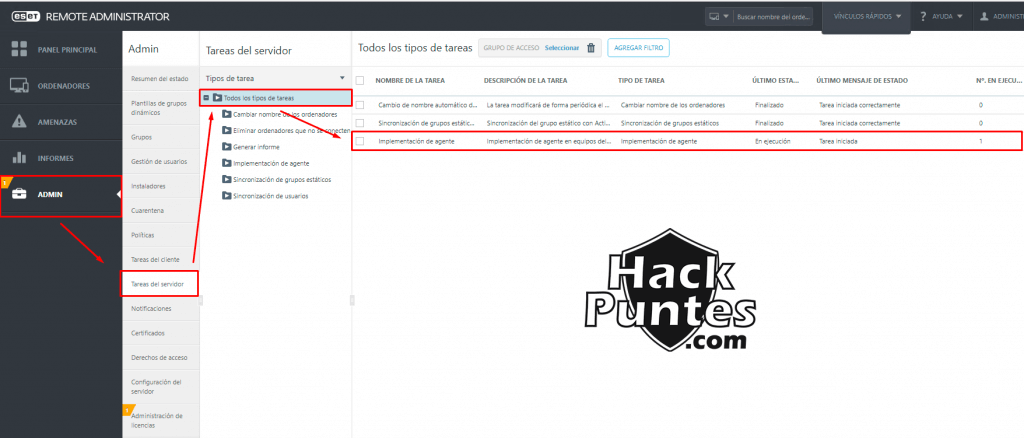 eset REMOTE ADMINISTRATOR
Buscar nombre del orde...
VÍNCULOS RÁPIDOS
? AYUDA
ADMINISTR
PANEL PRINCIPAL
ORDENADORES
AMENAZAS
INFORMES
ADMIN
Admin
Resumen del estado
Plantillas de grupos
dinámicos
Grupos
Gestión de usuarios
Instaladores
Cuarentena
Políticas
Tareas del cliente
Tareas del servidor
Notificaciones
Certificados
Derechos de acceso
Configuración del
servidor
Administración de
licencias
Tareas del servidor
Tipos de tarea
Todos los tipos de tareas
Cambiar nombre de los ordenadores
Eliminar ordenadores que no se conecten
Generar informe
Implementación de agente
Sincronización de grupos estáticos
Sincronización de usuarios
Todos los tipos de tareas
GRUPO DE ACCESO Seleccionar
AGREGAR FILTRO
NOMBRE DE LA TAREA DESCRIPCIÓN DE LA TAREA TIPO DE TAREA ÚLTIMO ESTA... ÚLTIMO MENSAJE DE ESTADO Nº. EN EJECU...
Cambio de nombre automático d... La tarea modificará de forma periódica el ... Cambiar nombre de los ordenadores Finalizado Tarea iniciada correctamente 0
Sincronización de grupos estátic... Sincronización del grupo estático con Acti... Sincronización de grupos estáticos Finalizado Tarea iniciada correctamente 0
Implementación de agente Implementación de agente en equipos del... Implementación de agente En ejecución Tarea iniciada 1
Hack
Puntes
.com